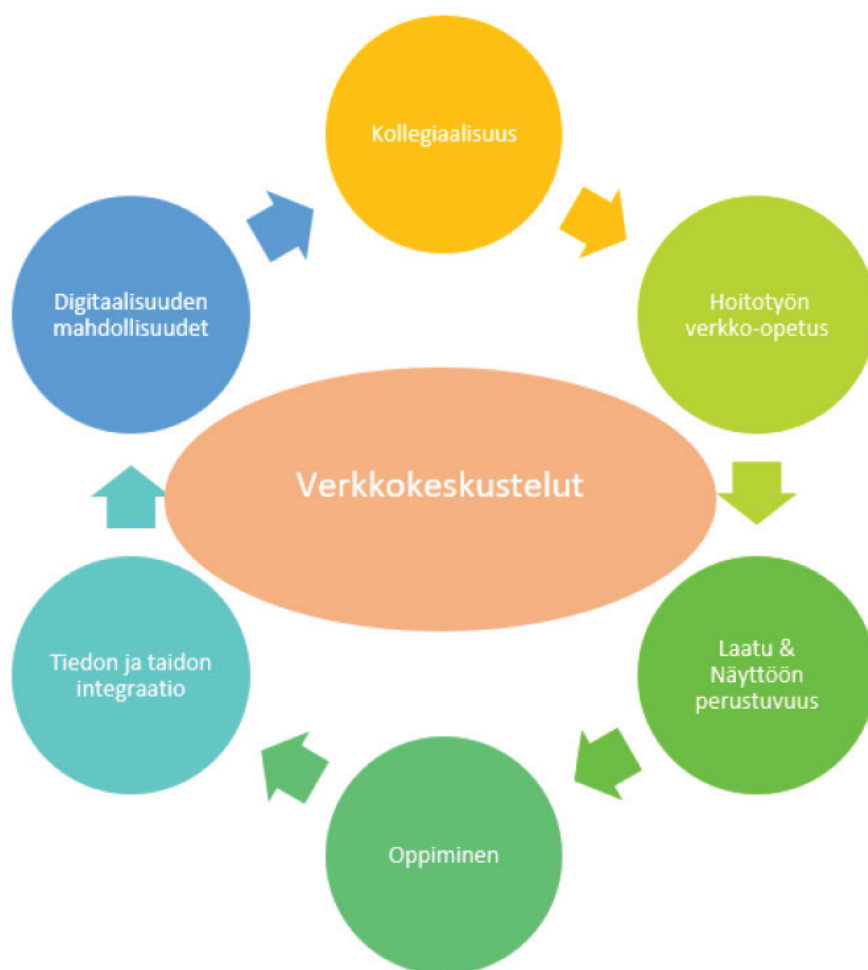 Kollegiaalisuus
Hoitotyön
verkko-opetus
Laatu &
Näyttöön
perustuvuus
Oppiminen
Tiedon ja taidon
integraatio
Digitaalisuuden
mahdollisuudet
Verkkokeskustelut